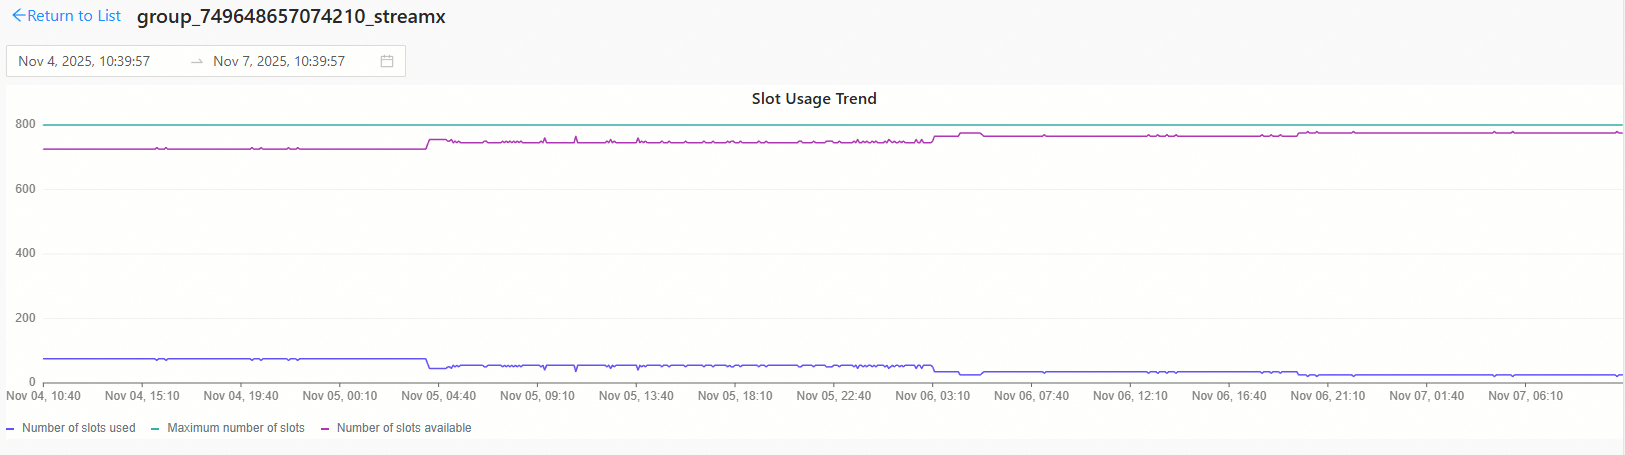 Return to List group_749648657074210_streamx
Nov 4, 2025, 10:39:57 → Nov 7, 2025, 10:39:57
Slot Usage Trend
800
600
400
200
0
Nov 04, 10:40 Nov 04, 15:10 Nov 04, 19:40 Nov 05, 00:10 Nov 05, 04:40 Nov 05, 09:10 Nov 05, 13:40 Nov 05, 18:10 Nov 05, 22:40 Nov 06, 03:10 Nov 06, 07:40 Nov 06, 12:10 Nov 06, 16:40 Nov 06, 21:10 Nov 07, 01:40 Nov 07, 06:10
Number of slots used Maximum number of slots Number of slots available